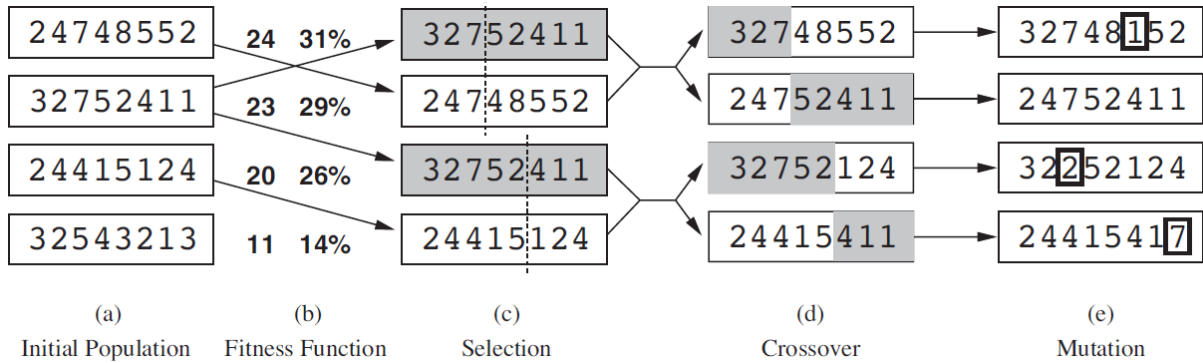 24748552 24 31% 32752411 32748552 32748152
32752411 23 29% 24748552 24752411 24752411
24415124 20 26% 32752411 32752124 32252124
32543213 11 14% 24415124 24415411 24415417
(a) (b) (c) (d) (e)
Initial Population Fitness Function Selection Crossover Mutation